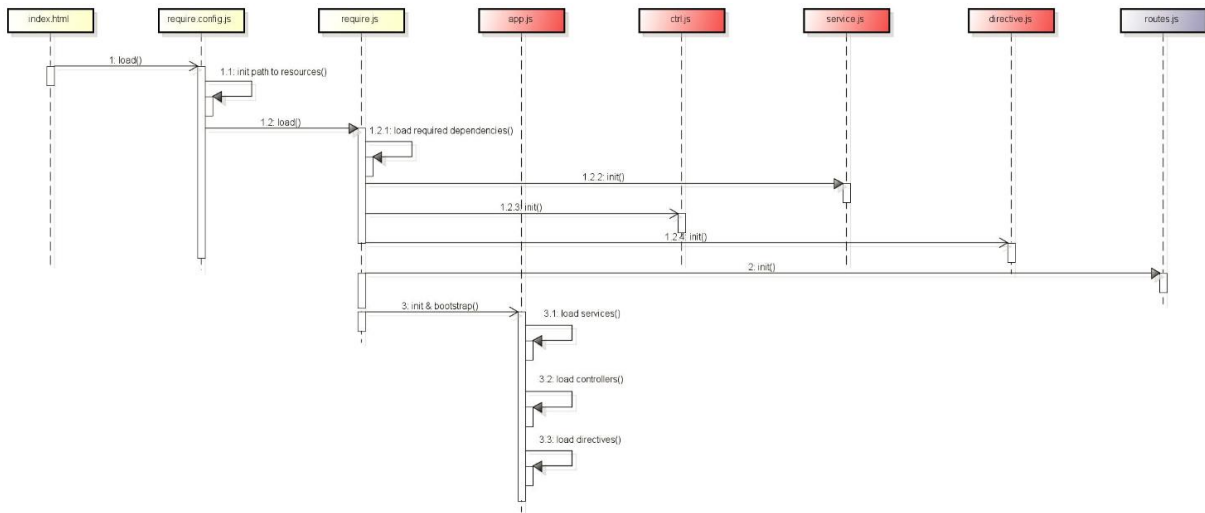 index.html
require.config.js
require.js
app.js
ctrl.js
service.js
directive.js
routes.js
1: load()
1.1: init path to resources()
1.2: load()
1.2.1: load required dependencies()
1.2.2: init()
1.2.3: init()
1.2.4: init()
2: init()
3: init & bootstrap()
3.1: load services()
3.2: load controllers()
3.3: load directives()